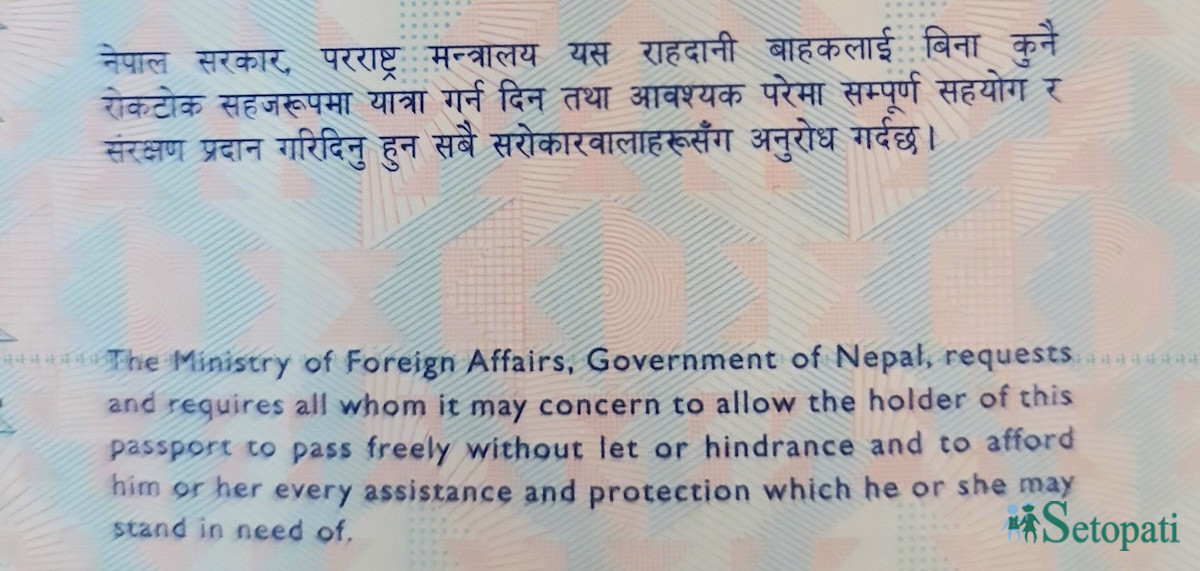 नेपाल सरकार, परराष्ट्र मन्त्रालय यस राहदानी बाहकलाई बिना कुनै
रोकटोक सहजरूपमा यात्रा गर्न दिन तथा आवश्यक परेमा सम्पूर्ण सहयोग र
संरक्षण प्रदान गरिदिनु हुन सबै सरोकारवालाहरूसँग अनुरोध गर्दछ।
The Ministry of Foreign Affairs, Government of Nepal, requests
and requires all whom it may concern to allow the holder of this
passport to pass freely without let or hindrance and to afford
him or her every assistance and protection which he or she may
stand in need of.
Setopati